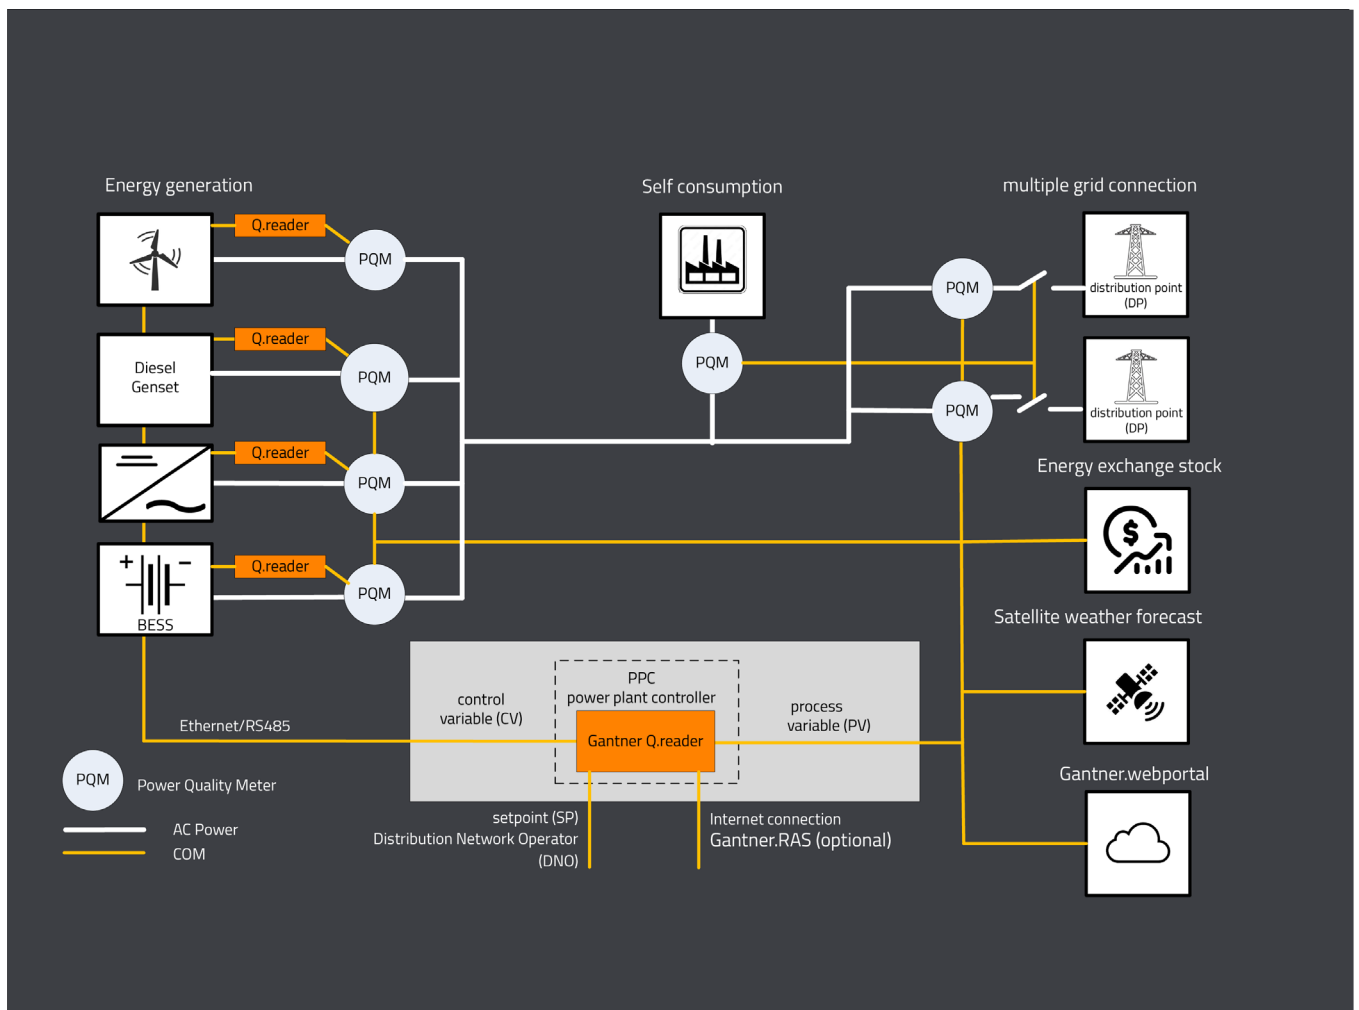 Energy generation
Self consumption
multiple grid connection
Q.reader
PQM
PQM
distribution point
(DP)
Q.reader
Diesel
Genset
PQM
PQM
PQM
distribution point
(DP)
Q.reader
PQM
Energy exchange stock
$
+
−
BESS
Q.reader
PQM
Satellite weather forecast
PPC
power plant controller
control
variable (CV)
process
variable (PV)
Gantner Q.reader
Ethernet/RS485
PQM
Power Quality Meter
AC Power
COM
setpoint (SP)
Distribution Network Operator
(DNO)
Internet connection
Gantner.RAS (optional)
Gantner.webportal